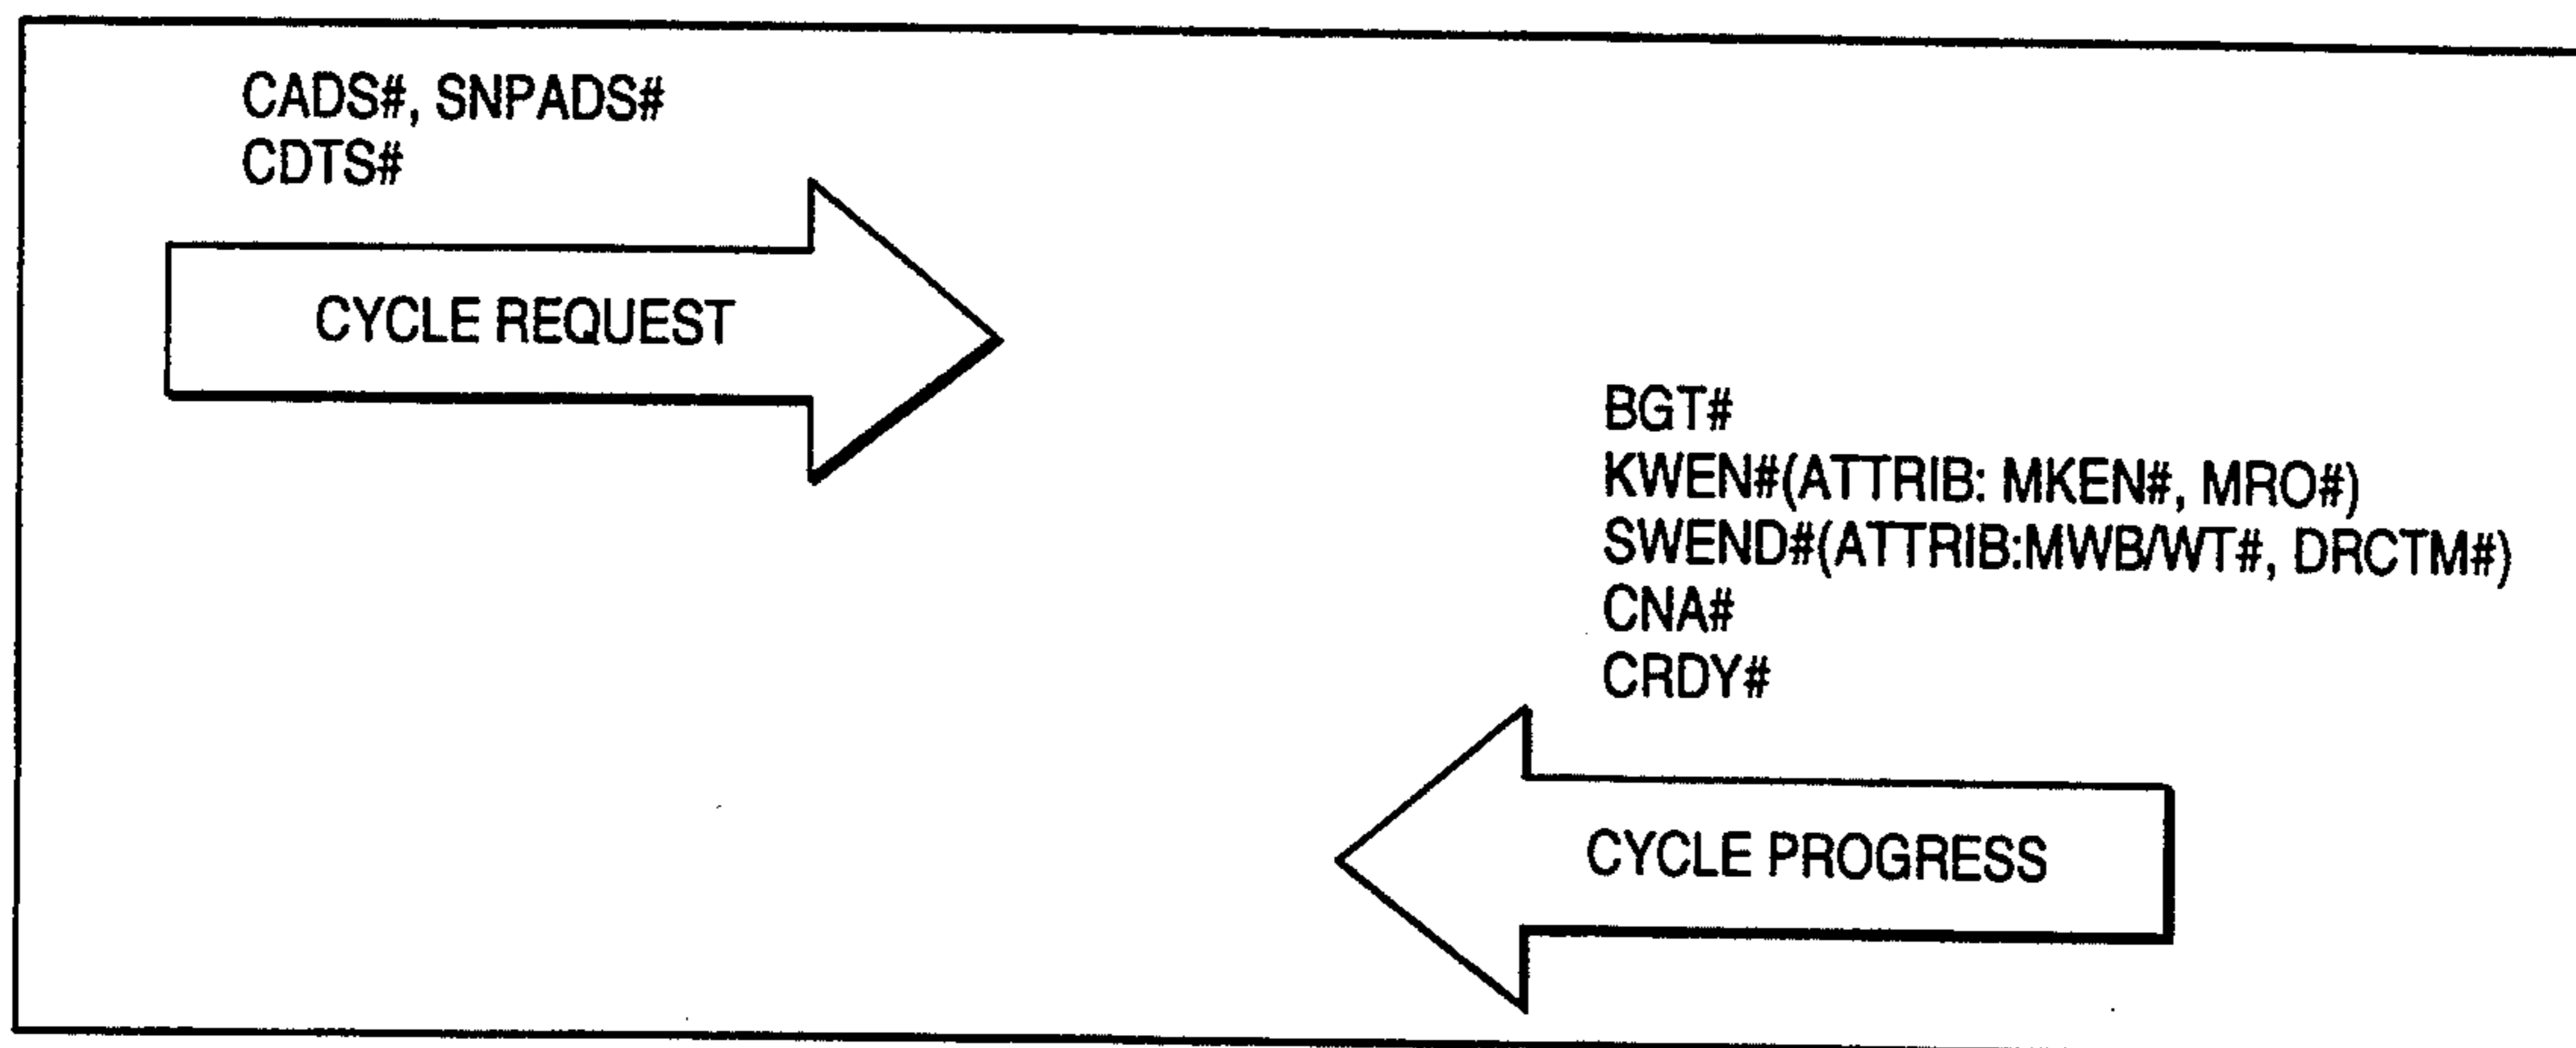 CADS#, SNPADS#
CDTS#
CYCLE REQUEST
BGT#
KWEN#(ATTRIB: MKEN#, MRO#)
SWEND#(ATTRIB:MWB/WT#, DRCTM#)
CNA#
CRDY#
CYCLE PROGRESS